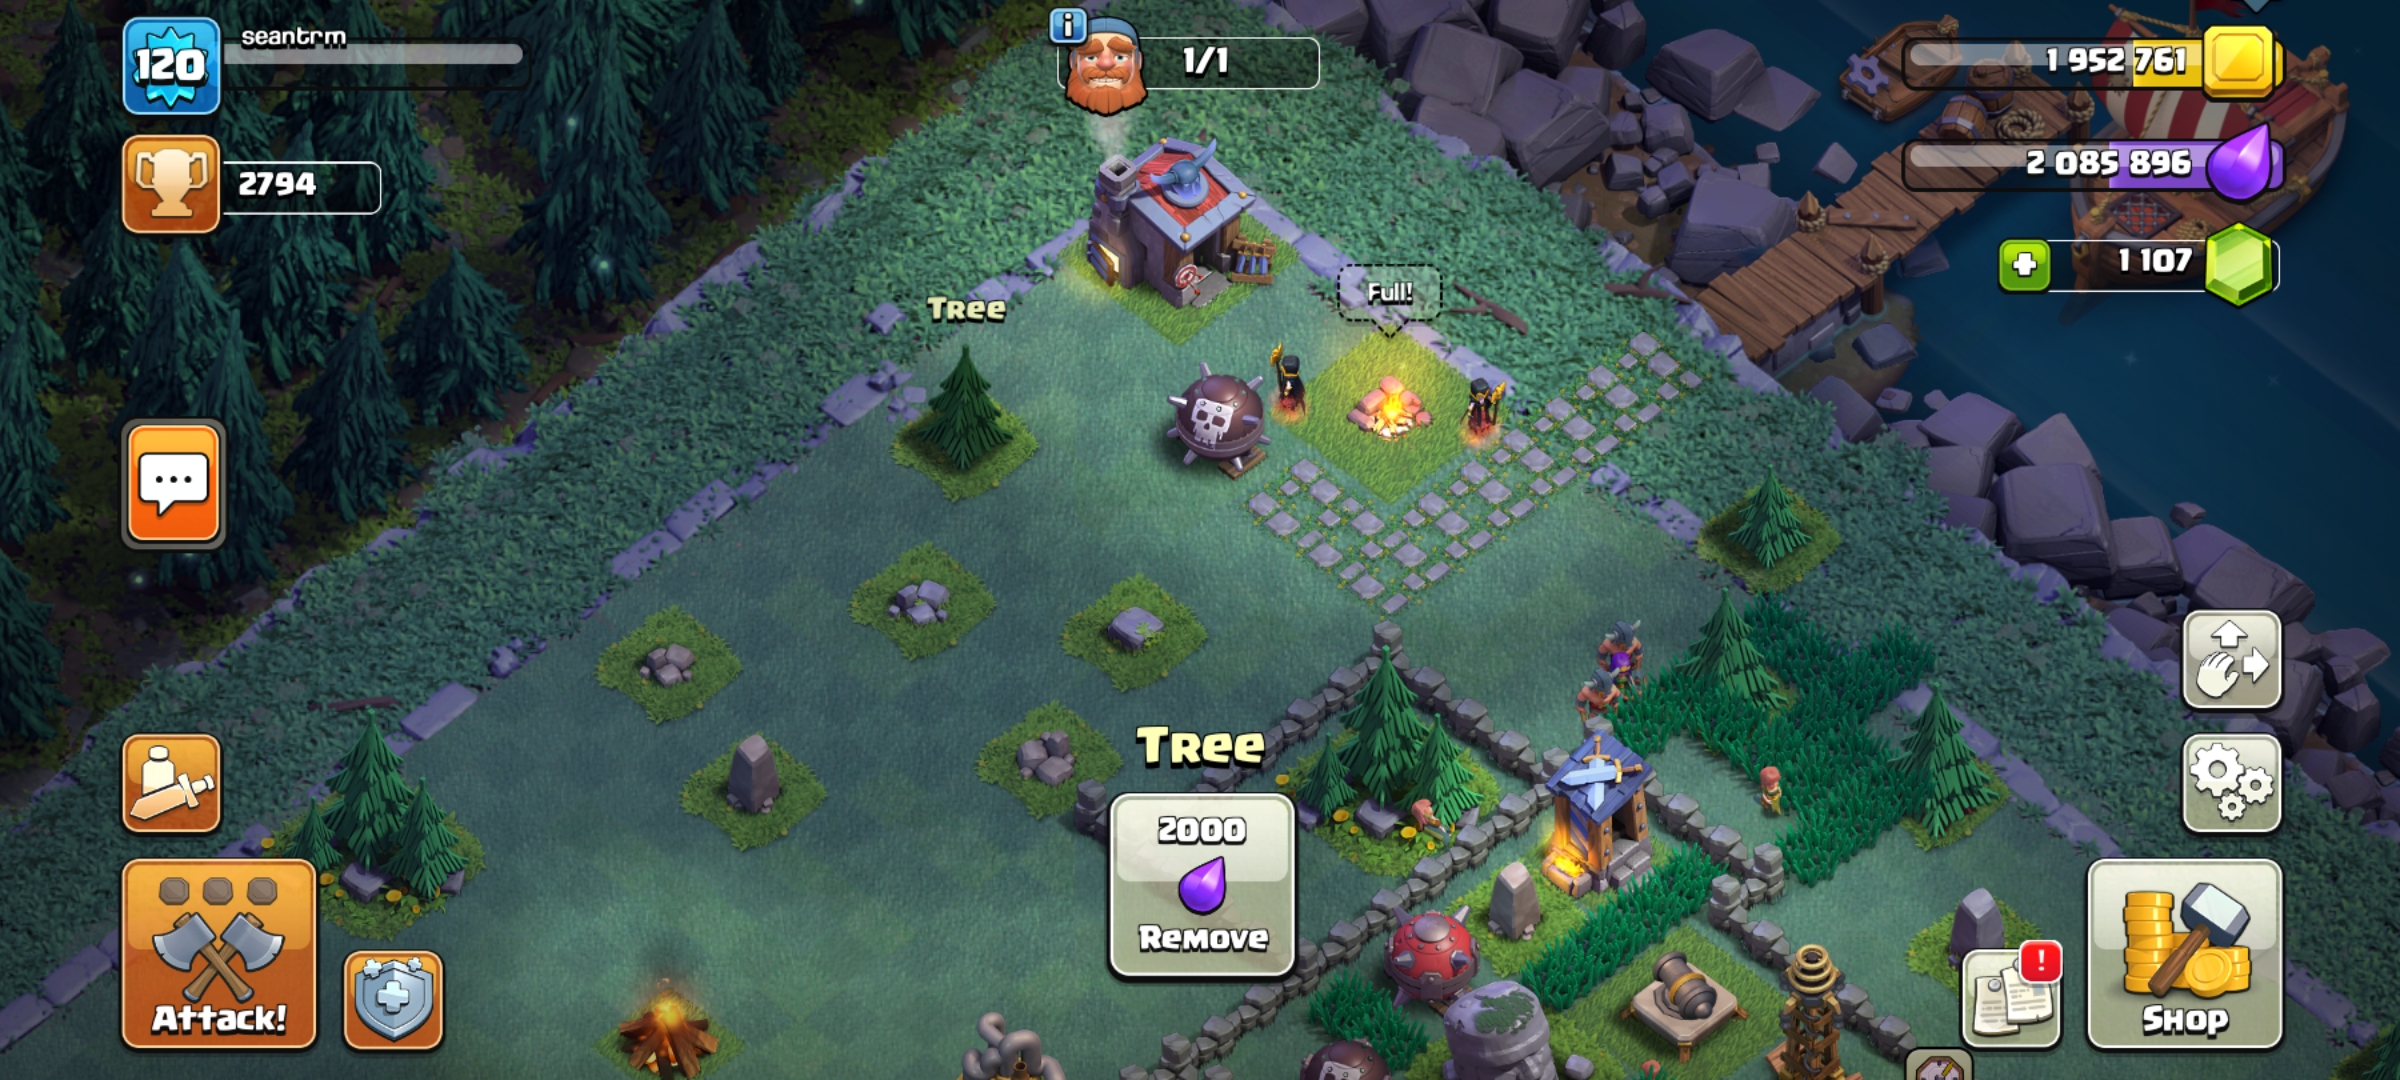 120
seantrm
1/1
1 952 761
2794
2 085 896
1 107
Full!
Tree
Tree
2000
Remove
Attack!
!
Shop